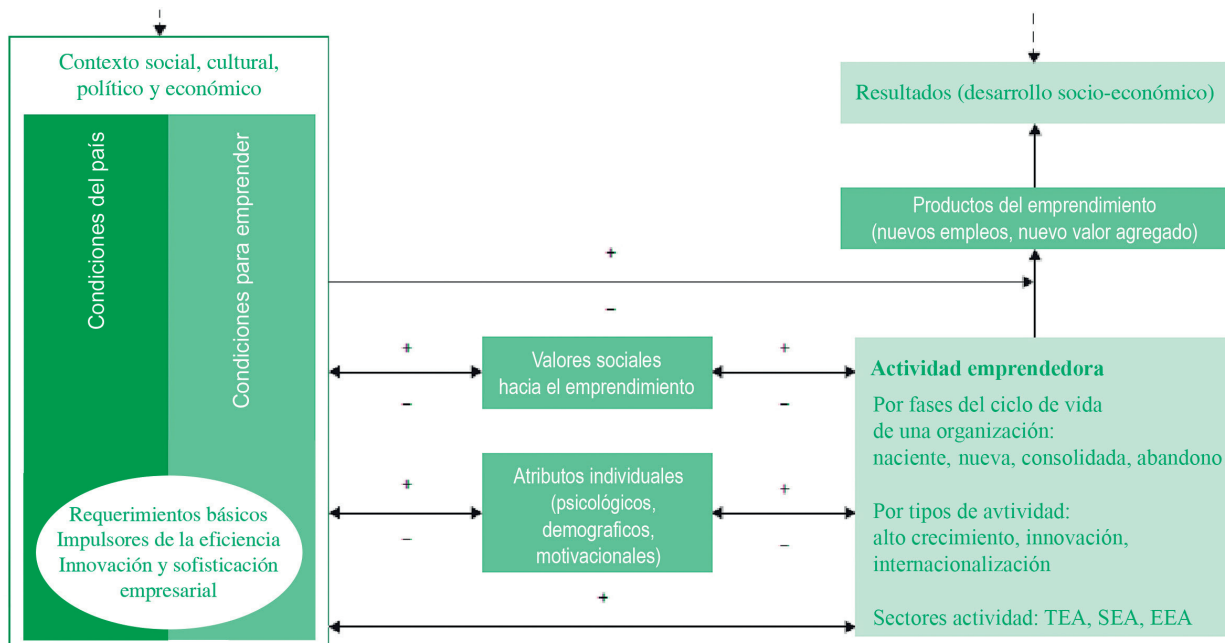 Contexto social, cultural,
político y económico
Condiciones del país
Condiciones para emprender
Requerimientos básicos
Impulsores de la eficiencia
Innovación y sofisticación
empresarial
+
−
+
−
Valores sociales
hacia el emprendimiento
+
−
+
−
Atributos individuales
(psicológicos,
demograficos,
motivacionales)
+
−
+
Resultados (desarrollo socio-económico)
Productos del emprendimiento
(nuevos empleos, nuevo valor agregado)
Actividad emprendedora
Por fases del ciclo de vida
de una organización:
naciente, nueva, consolidada, abandono
Por tipos de avtividad:
alto crecimiento, innovación,
internacionalización
Sectores actividad: TEA, SEA, EEA